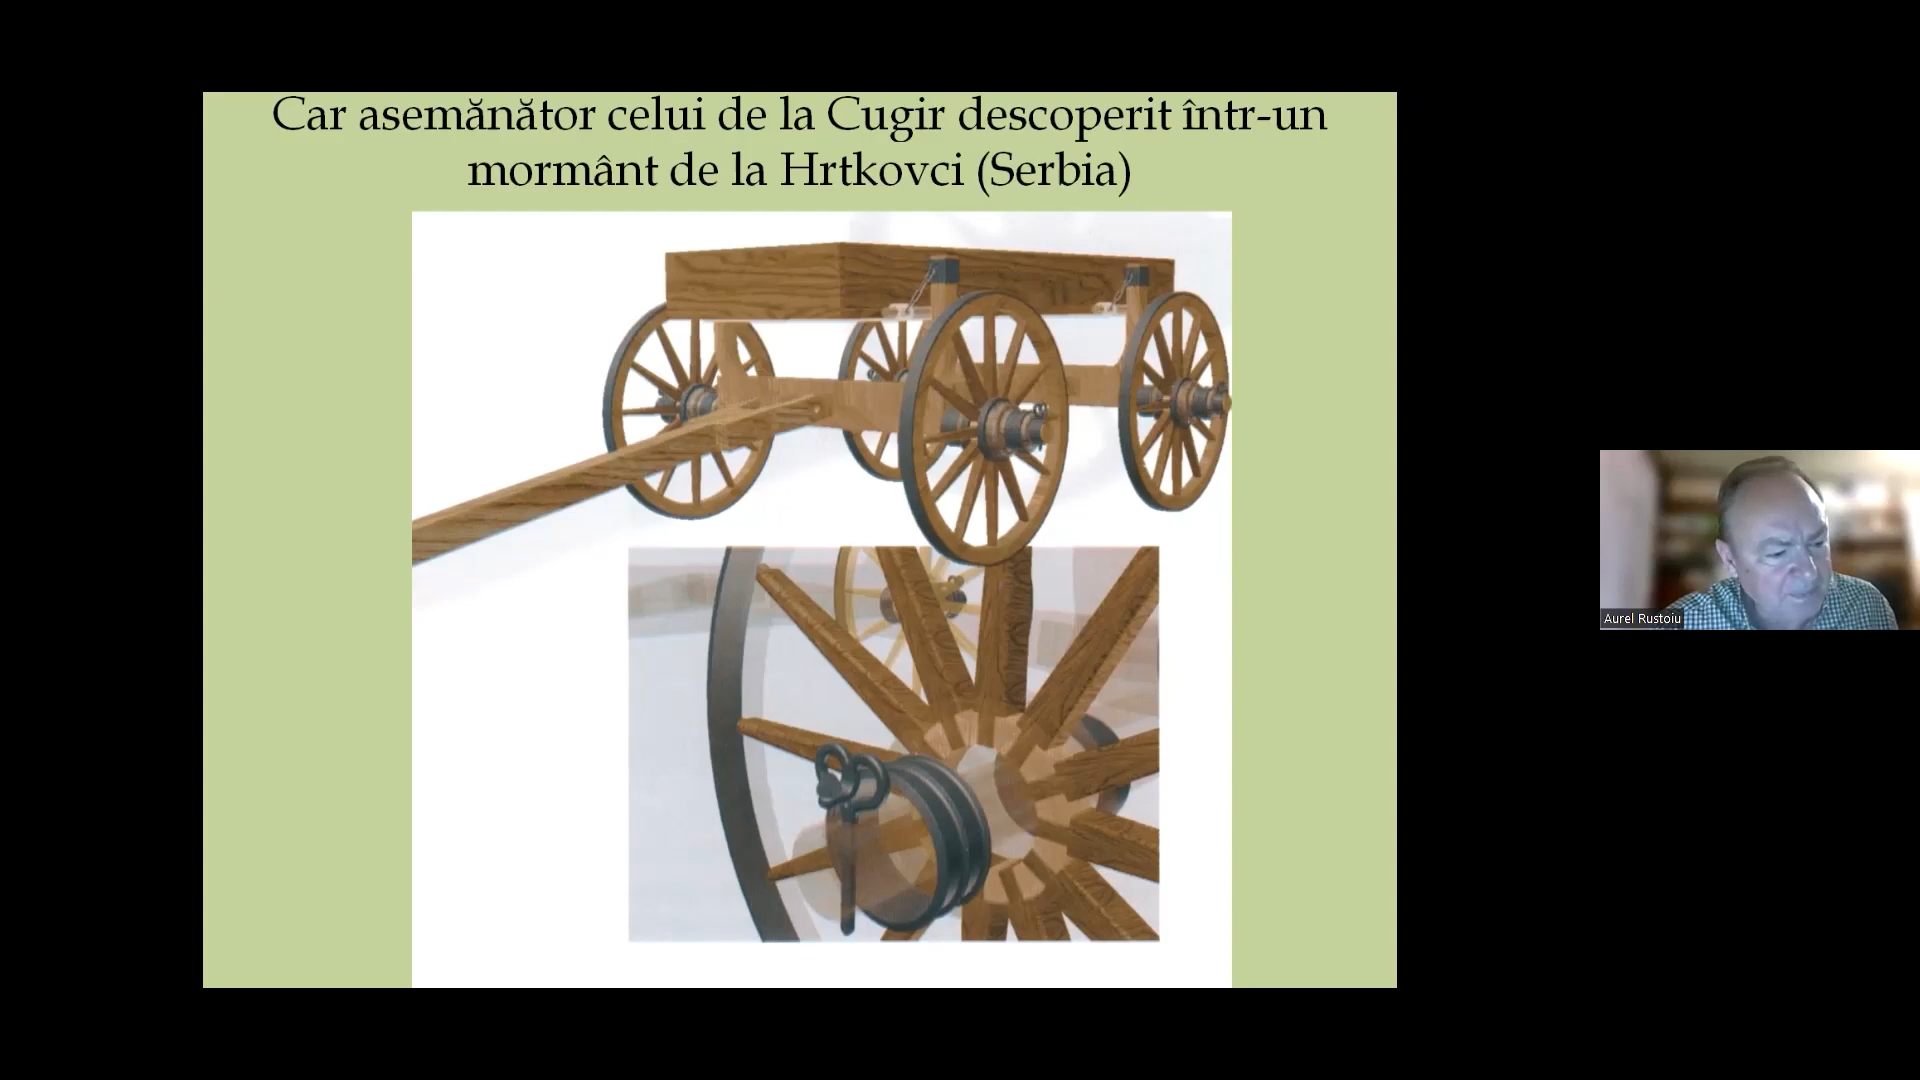 Car asemănător celui de la Cugir descoperit într-un
mormânt de la Hrtkovci (Serbia)
Aurel Rustoiu